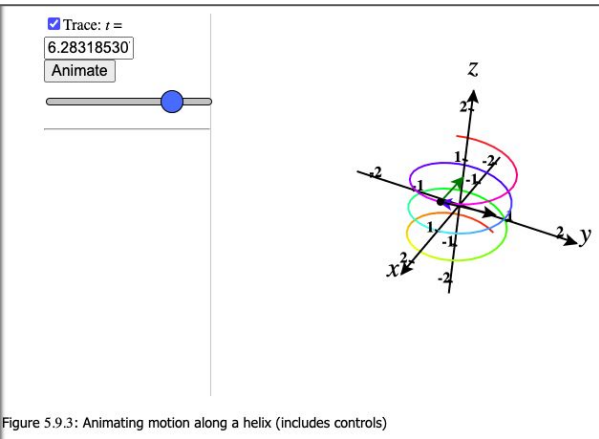 Trace: t =
6.28318530
Animate
z
2
1
-2
-1
-2
-1
1
2
y
1
-1
x
2
-2
Figure 5.9.3: Animating motion along a helix (includes controls)